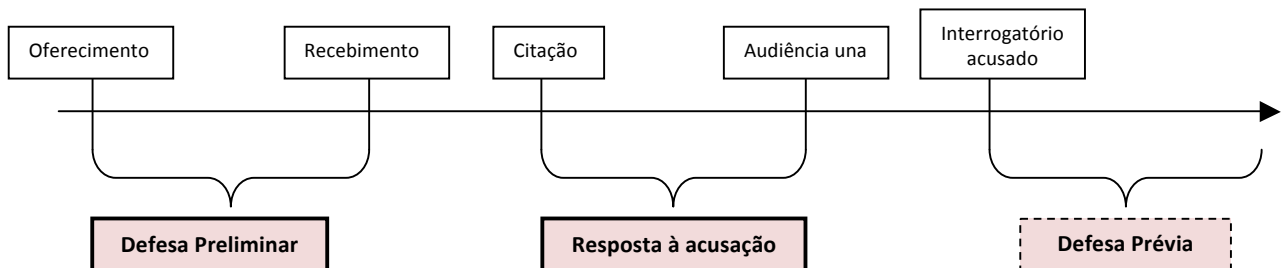 Oferecimento
Recebimento
Citação
Audiência una
Interrogatório
acusado
Defesa Preliminar
Resposta à acusação
Defesa Prévia